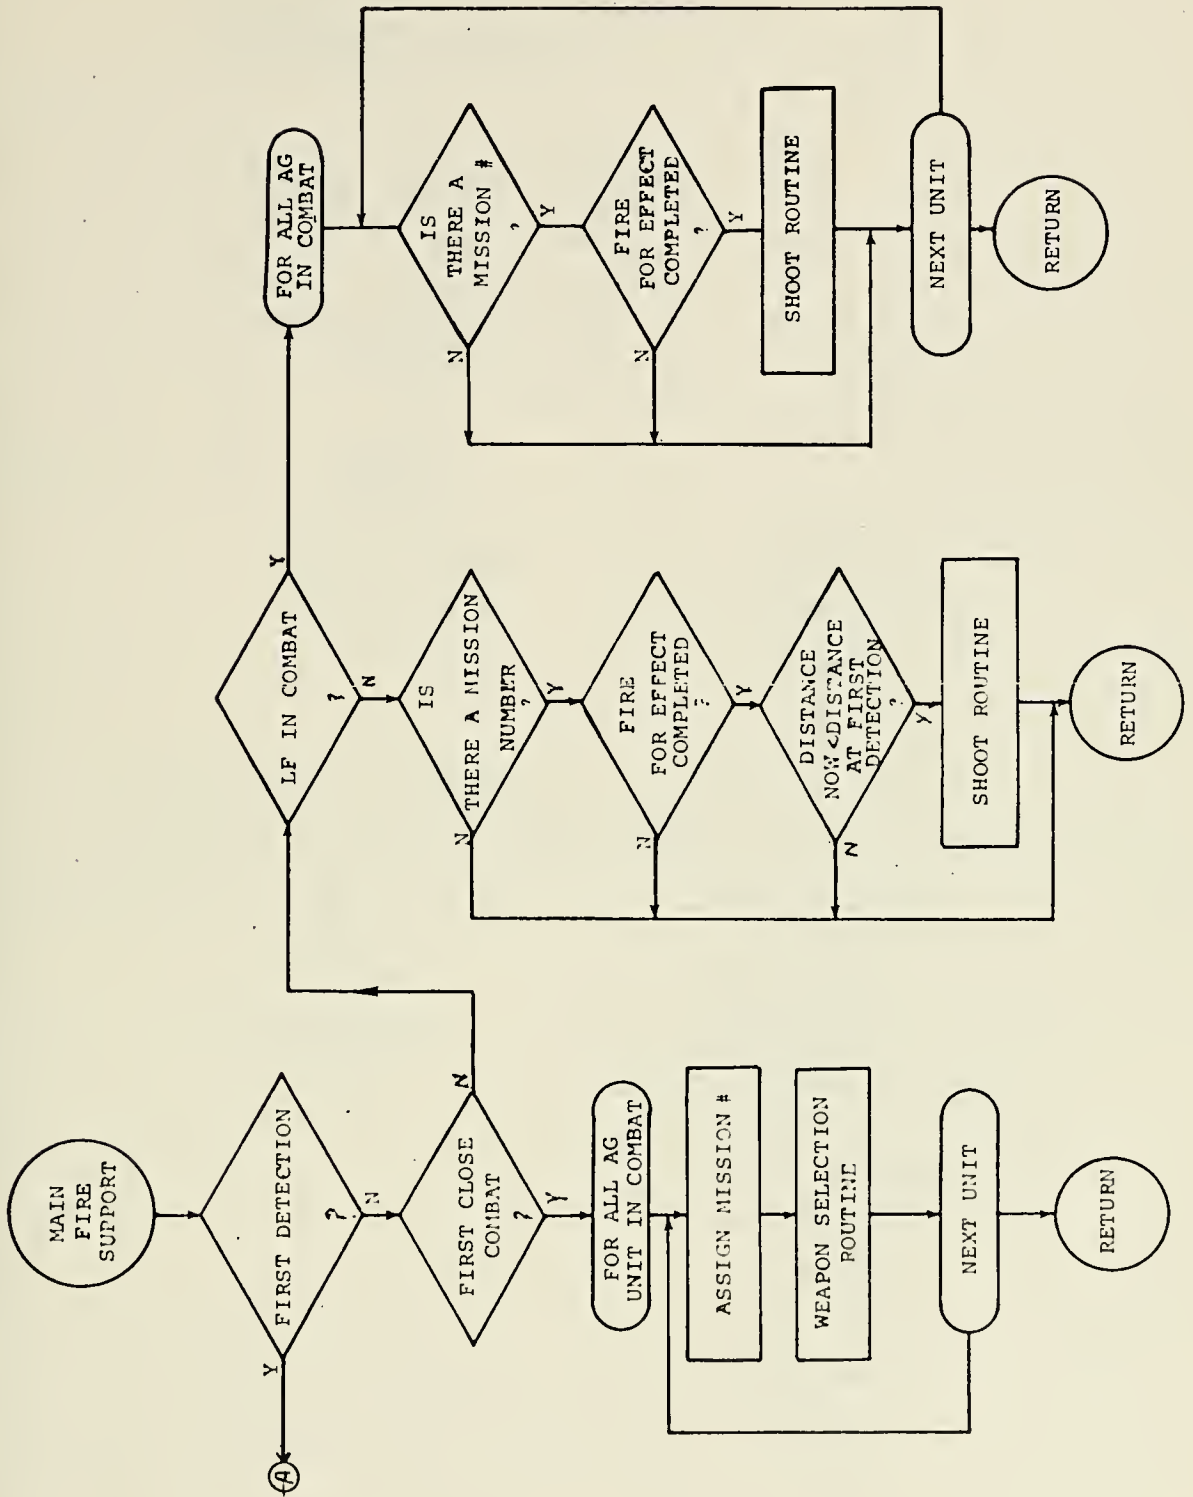 MAIN
FIRE
SUPPORT
FIRST DETECTION
?
Y
A
N
FIRST CLOSE
COMBAT
?
N
Y
FOR ALL AG
UNIT IN COMBAT
ASSIGN MISSION #
WEAPON SELECTION
ROUTINE
NEXT UNIT
RETURN
LF IN COMBAT
?
Y
N
IS
THERE A MISSION
NUMBER
?
N
Y
FIRE
FOR EFFECT
COMPLETED
?
N
Y
DISTANCE
NOW <DISTANCE
AT FIRST
DETECTION
?
N
Y
SHOOT ROUTINE
RETURN
FOR ALL AG
IN COMBAT
IS
THERE A
MISSION #
?
N
Y
FIRE
FOR EFFECT
COMPLETED
?
N
Y
SHOOT ROUTINE
NEXT UNIT
RETURN